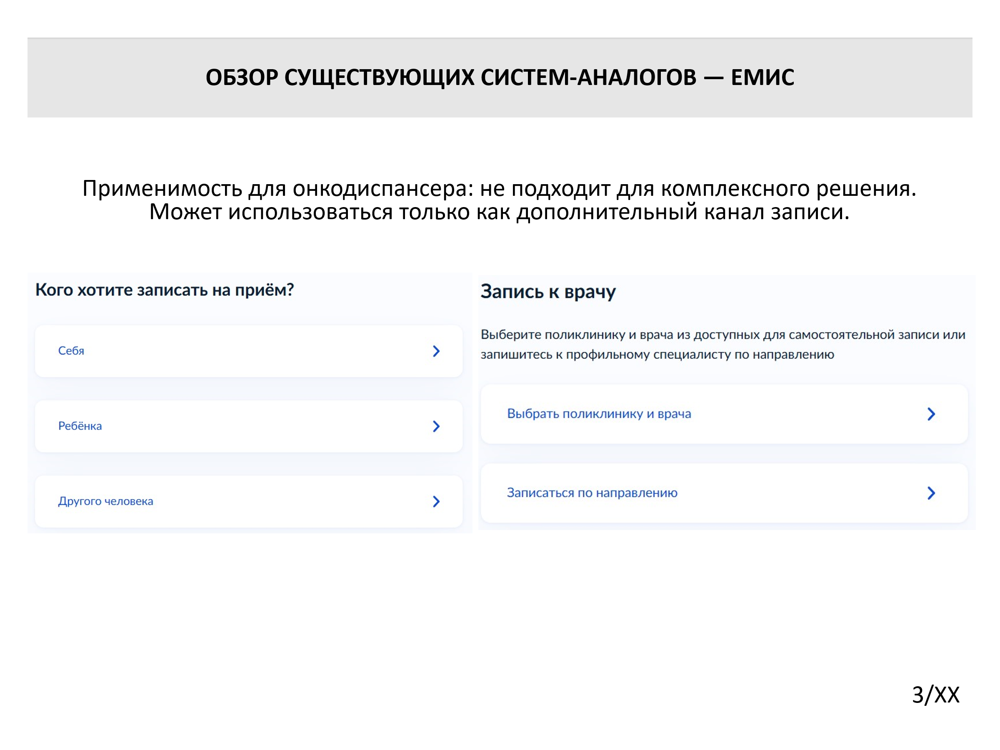 ОБЗОР СУЩЕСТВУЮЩИХ СИСТЕМ-АНАЛОГОВ — ЕМИС
Применимость для онкодиспансера: не подходит для комплексного решения.
Может использоваться только как дополнительный канал записи.
Кого хотите записать на приём?
Себя
Ребёнка
Другого человека
Запись к врачу
Выберите поликлинику и врача из доступных для самостоятельной записи или
запишитесь к профильному специалисту по направлению
Выбрать поликлинику и врача
Записаться по направлению
3/XX